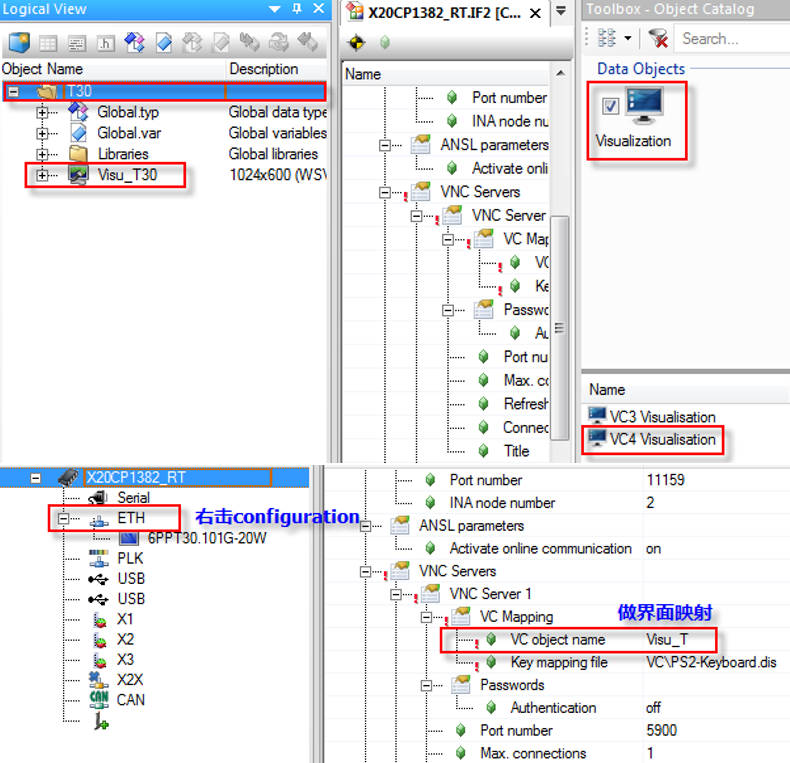 Logical View
Object Name Description
T30
Global.typ Global data type
Global.var Global variables
Libraries Global libraries
Visu_T30 1024x600 (WSV
X20CP1382_RT.IF2 [C...
Name
Port number
INA node nu
ANSL parameters
Activate onli
VNC Servers
VNC Server
VC Map
VC
Ke
Passwo
Au
Port nu
Max. co
Refresh
Connec
Title
Toolbox - Object Catalog
Search...
Data Objects
Visualization
Name
VC3 Visualisation
VC4 Visualisation
X20CP1382_RT
Serial
ETH 右击configuration
6PPT30.101G-20W
PLK
USB
USB
X1
X2
X3
X2X
CAN
Port number 11159
INA node number 2
ANSL parameters
Activate online communication on
VNC Servers
VNC Server 1
VC Mapping 做界面映射
VC object name Visu_T
Key mapping file VC\PS2-Keyboard.dis
Passwords
Authentication off
Port number 5900
Max. connections 1